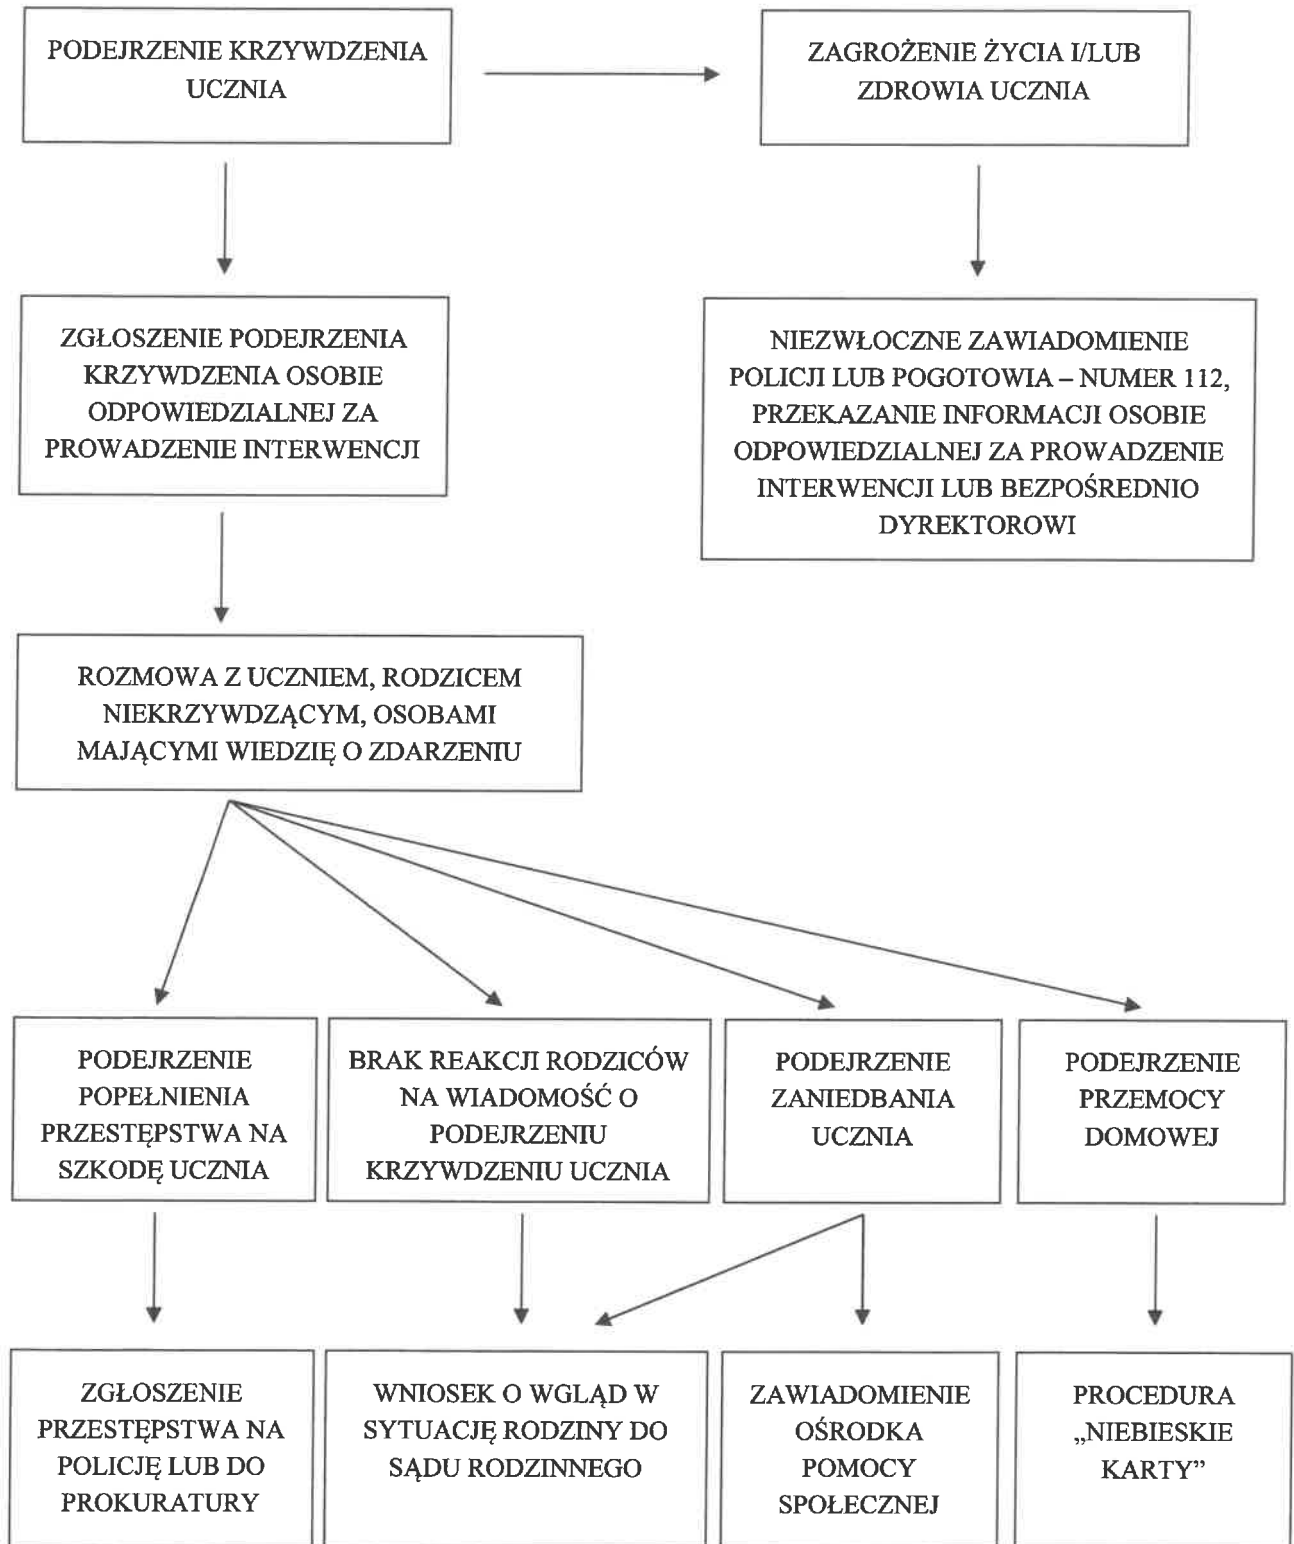 PODEJRZENIE KRZYWDZENIA
UCZNIA
ZAGROŻENIE ŻYCIA I/LUB
ZDROWIA UCZNIA
ZGŁOSZENIE PODEJRZENIA
KRZYWDZENIA OSOBIE
ODPOWIEDZIALNEJ ZA
PROWADZENIE INTERWENCJI
NIEZWŁOCZNE ZAWIADOMIENIE
POLICJI LUB POGOTOWIA – NUMER 112,
PRZEKAZANIE INFORMACJI OSOBIE
ODPOWIEDZIALNEJ ZA PROWADZENIE
INTERWENCJI LUB BEZPOŚREDNIO
DYREKTOROWI
ROZMOWA Z UCZNIEM, RODZICEM
NIEKRZYWDZĄCYM, OSOBAMI
MAJĄCYMI WIEDZIĘ O ZDARZENIU
PODEJRZENIE
POPEŁNIENIA
PRZESTĘPSTWA NA
SZKODĘ UCZNIA
BRAK REAKCJI RODZICÓW
NA WIADOMOŚĆ O
PODEJRZENIU
KRZYWDZENIU UCZNIA
PODEJRZENIE
ZANIEDBANIA
UCZNIA
PODEJRZENIE
PRZEMOCY
DOMOWEJ
ZGŁOSZENIE
PRZESTĘPSTWA NA
POLICJĘ LUB DO
PROKURATURY
WNIOSEK O WGLĄD W
SYTUACJĘ RODZINY DO
SĄDU RODZINNEGO
ZAWIADOMIENIE
OŚRODKA
POMOCY
SPOŁECZNEJ
PROCEDURA
„NIEBIESKIE
KARTY”